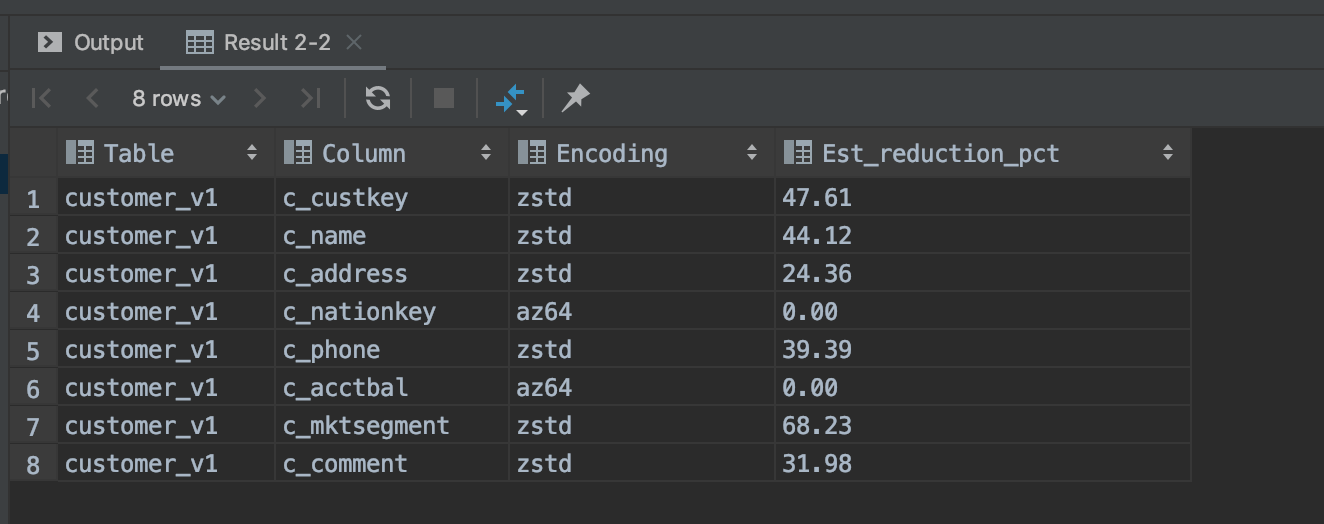 Output Result 2-2
8 rows
Table Column Encoding Est_reduction_pct
1 customer_v1 c_custkey zstd 47.61
2 customer_v1 c_name zstd 44.12
3 customer_v1 c_address zstd 24.36
4 customer_v1 c_nationkey az64 0.00
5 customer_v1 c_phone zstd 39.39
6 customer_v1 c_acctbal az64 0.00
7 customer_v1 c_mktsegment zstd 68.23
8 customer_v1 c_comment zstd 31.98